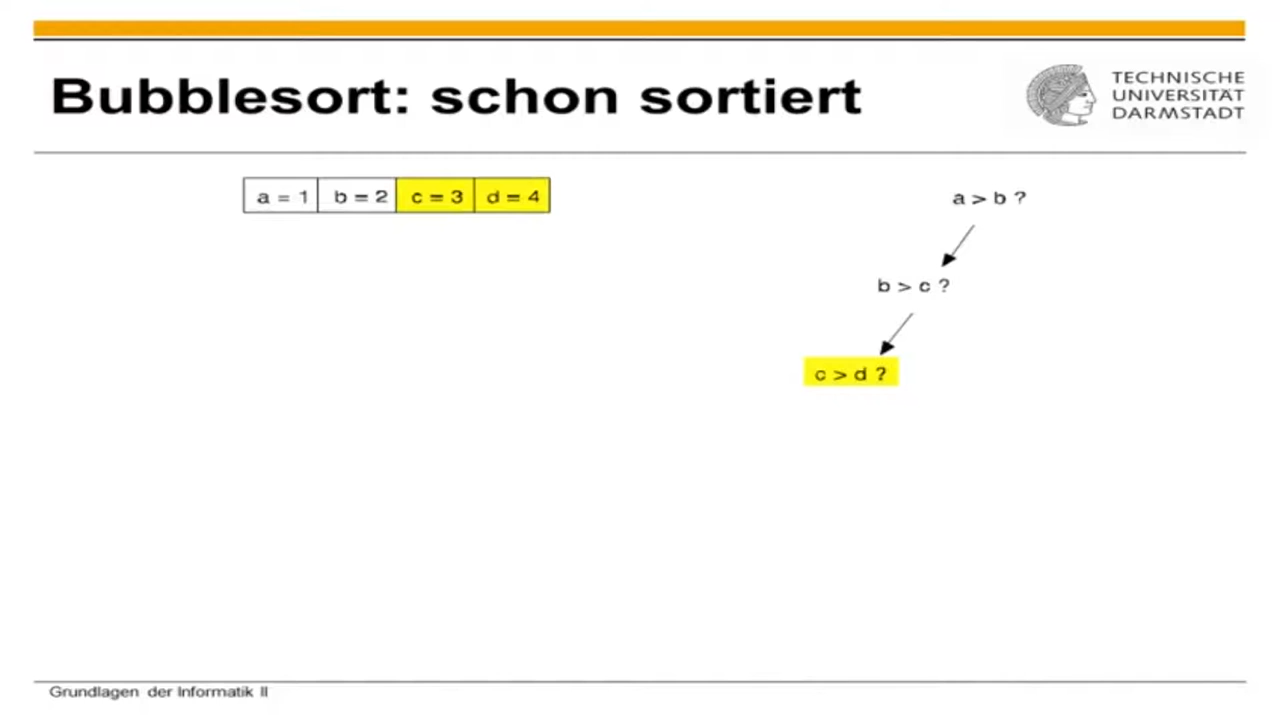 Bubblesort: schon sortiert
TECHNISCHE
UNIVERSITÄT
DARMSTADT
a = 1 b = 2 c = 3 d = 4
a > b ?
b > c ?
c > d ?
Grundlagen der Informatik II